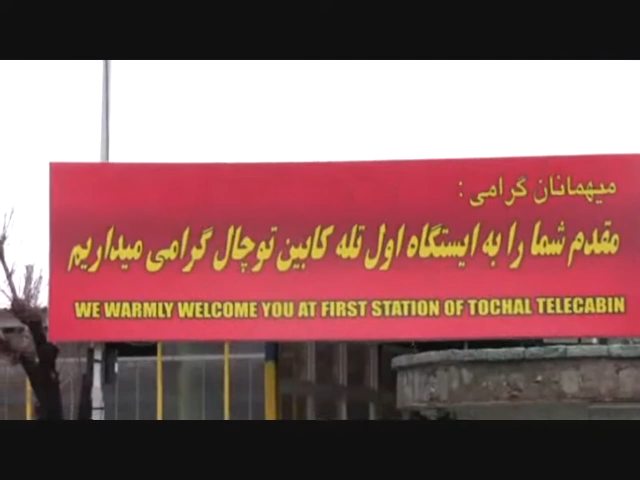 میهمانان گرامی :
مقدم شما را به ایستگاه اول تله کابین توچال گرامی میداریم
WE WARMLY WELCOME YOU AT FIRST STATION OF TOCHAL TELECABIN